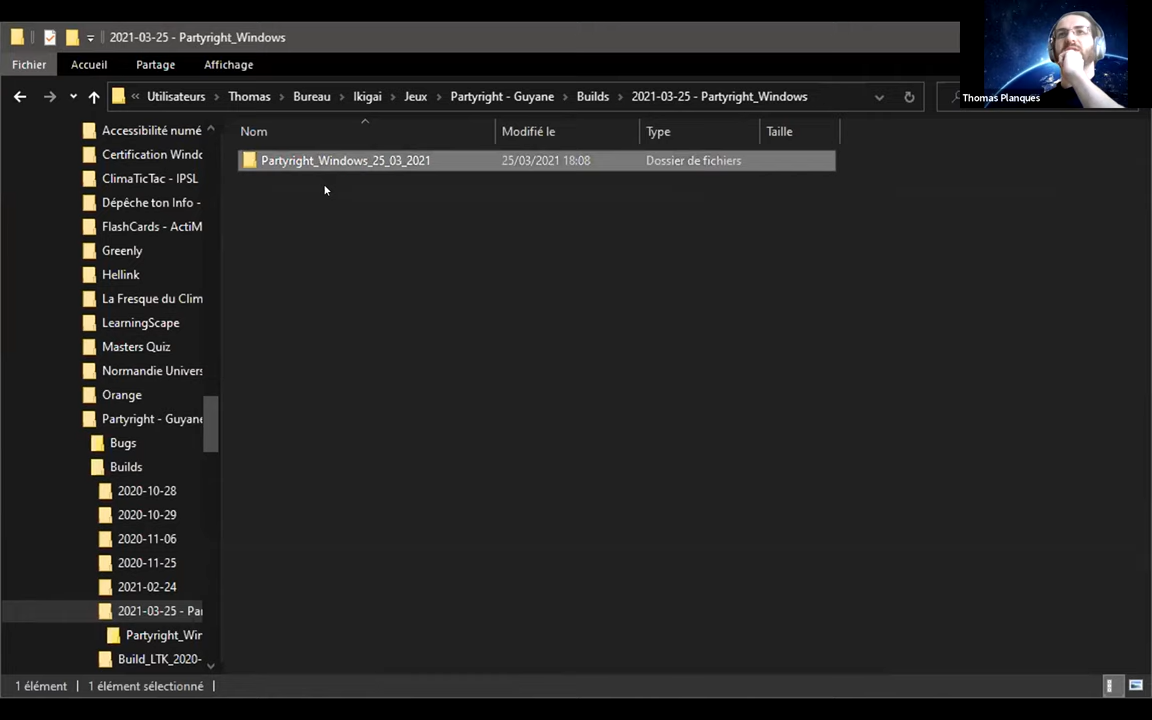 2021-03-25 - Partyright_Windows
Fichier Accueil Partage Affichage
Utilisateurs Thomas Bureau Ikigai Jeux Partyright - Guyane Builds 2021-03-25 - Partyright_Windows
Thomas Planques
Nom Modifié le Type Taille
Partyright_Windows_25_03_2021 25/03/2021 18:08 Dossier de fichiers
Accessibilité numé
Certification Windo
ClimaTicTac - IPSL
Dépêche ton Info -
FlashCards - ActiM
Greenly
Hellink
La Fresque du Clim
LearningScape
Masters Quiz
Normandie Univers
Orange
Partyright - Guyane
Bugs
Builds
2020-10-28
2020-10-29
2020-11-06
2020-11-25
2021-02-24
2021-03-25 - Par
Partyright_Wir
Build_LTK_2020-
1 élément 1 élément sélectionné